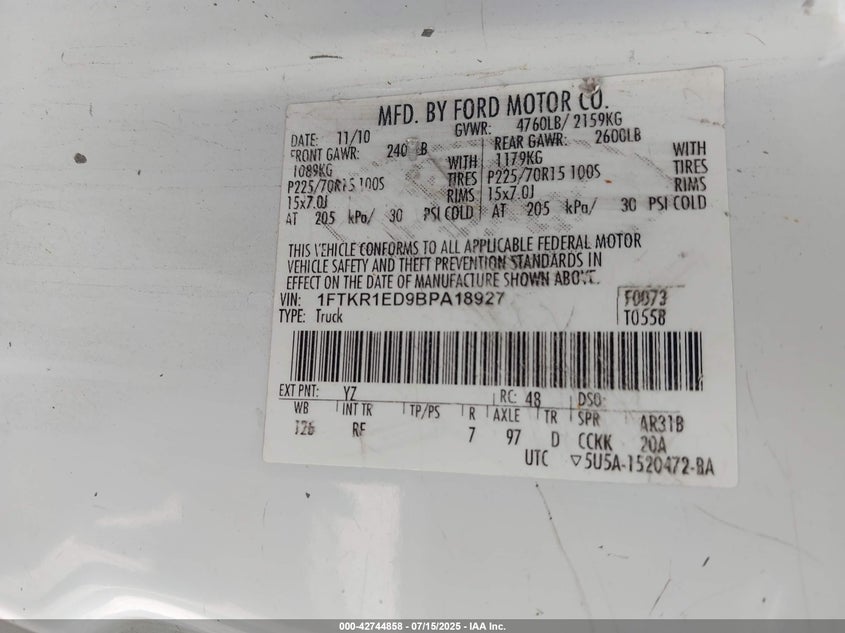 MFD. BY FORD MOTOR CO.
DATE: 11/10 GVWR: 4760LB/ 2159KG
FRONT GAWR: 240 LB REAR GAWR: 2600LB
1089KG WITH 1179KG WITH
P225/70R15 100S TIRES P225/70R15 100S TIRES
15x7.0J RIMS 15x7.0J RIMS
AT 205 kPa/ 30 PSI COLD AT 205 kPa/ 30 PSI COLD
THIS VEHICLE CONFORMS TO ALL APPLICABLE FEDERAL MOTOR
VEHICLE SAFETY AND THEFT PREVENTION STANDARDS IN
EFFECT ON THE DATE OF MANUFACTURE SHOWN ABOVE.
VIN: 1FTKR1ED9BPA18927 F0073
TYPE: Truck T0558
EXT PNT: YZ RC: 48 DSO:
WB INT TR TP/PS R AXLE TR SPR AR31B
126 RF 7 97 D CCKK 20A
UTC ▽5U5A-1520472-BA
000-42744858 - 07/15/2025 - IAA Inc.